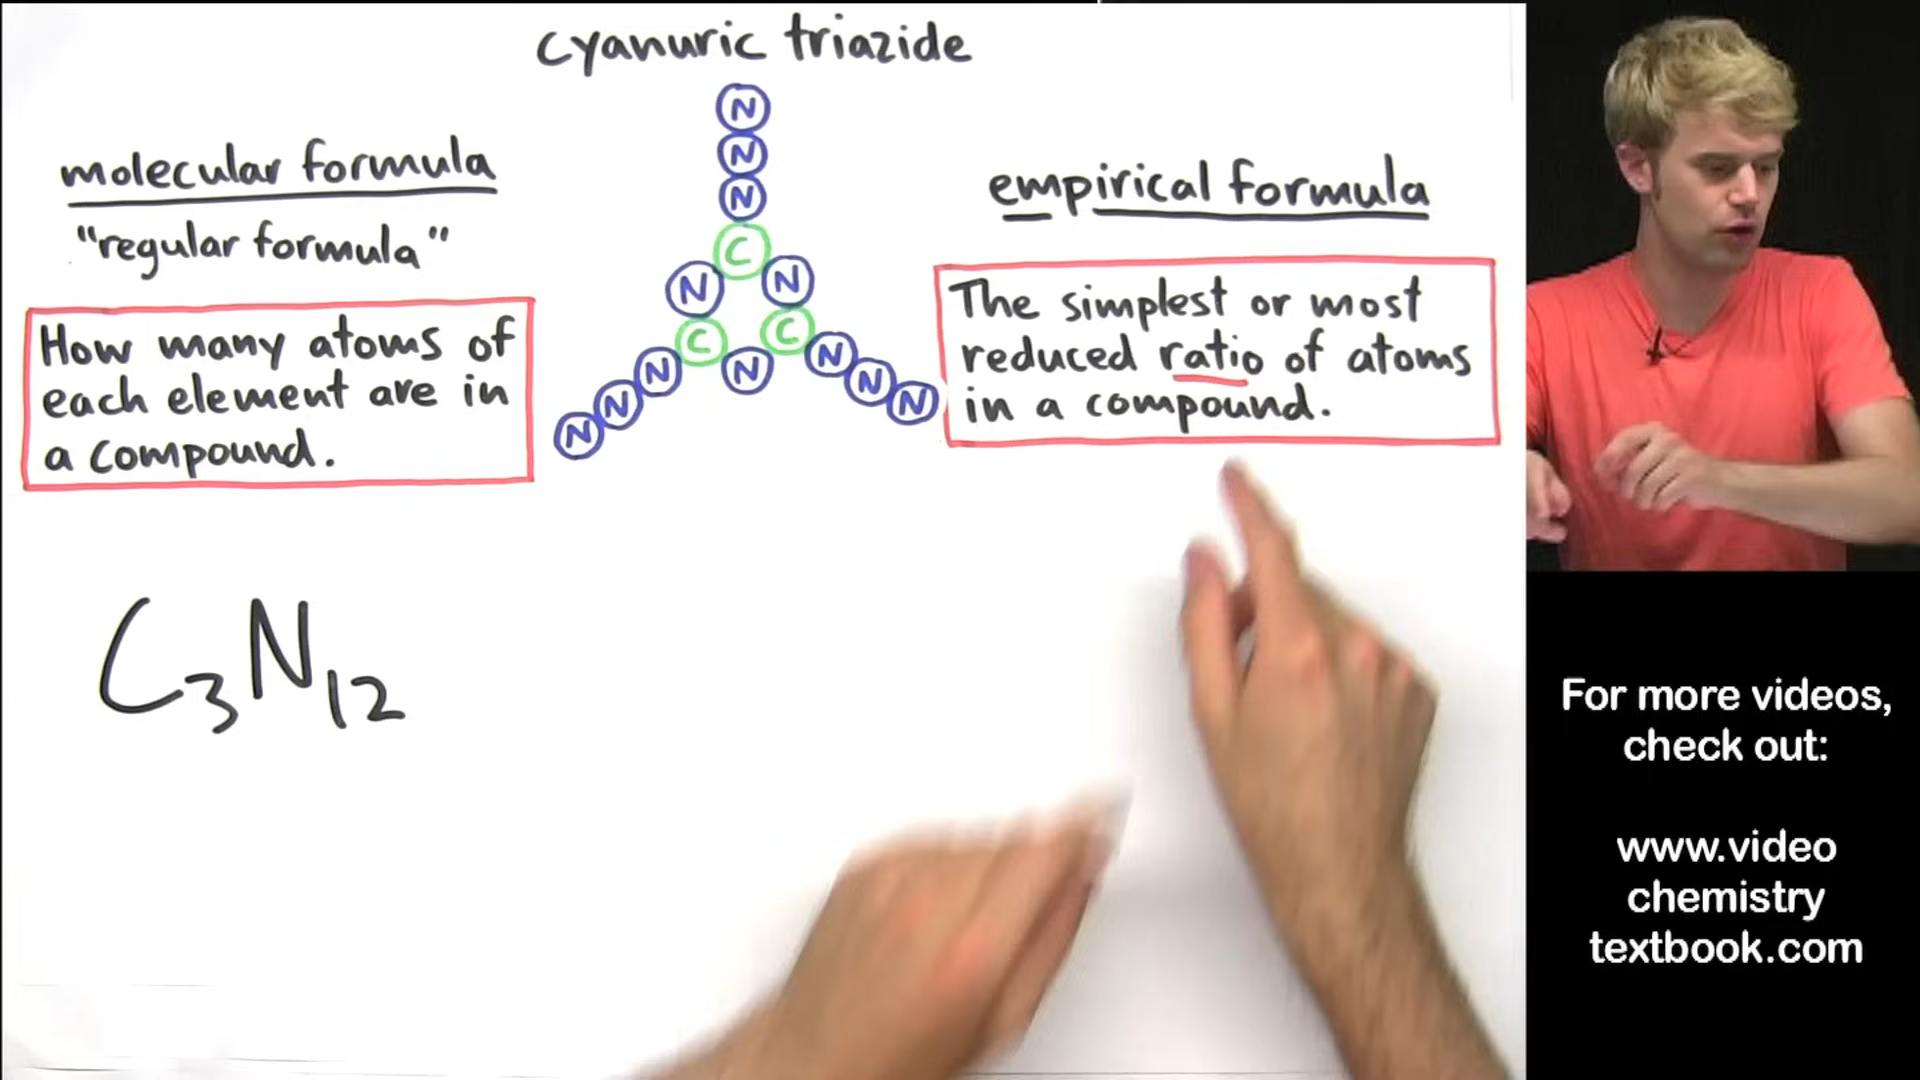 cyanuric triazide
molecular formula
"regular formula"
How many atoms of
each element are in
a compound.
N
N
N
C
N N
C C
N N N N N N N
empirical formula
The simplest or most
reduced ratio of atoms
in a compound.
C3N12
For more videos,
check out:
www.video
chemistry
textbook.com